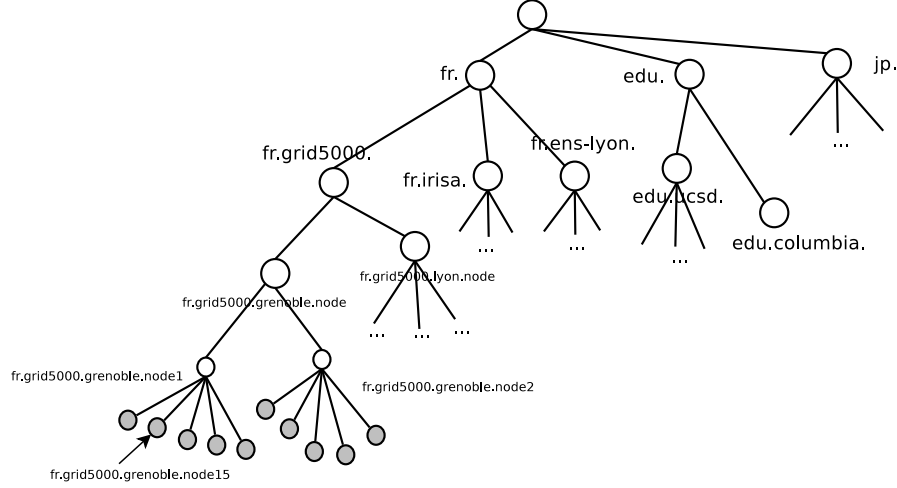 fr.
edu.
jp.
...
fr.grid5000.
fr.irisa.
fr.ens-lyon.
edu.ucsd.
edu.columbia.
...
...
...
fr.grid5000.grenoble.node
fr.grid5000.lyon.node
...
...
...
fr.grid5000.grenoble.node1
fr.grid5000.grenoble.node2
fr.grid5000.grenoble.node15